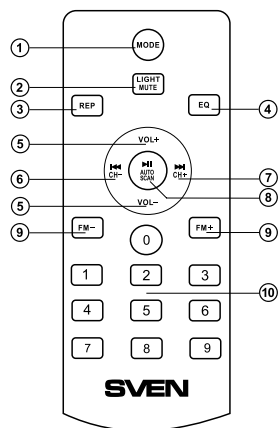 ① MODE
② LIGHT
MUTE
③ REP
EQ ④
⑤ VOL+
⑥ CH−
AUTO
SCAN
CH+ ⑦
⑧
⑤ VOL−
⑨ FM−
FM+ ⑨
0
1 2 3
⑩
4 5 6
7 8 9
SVEN